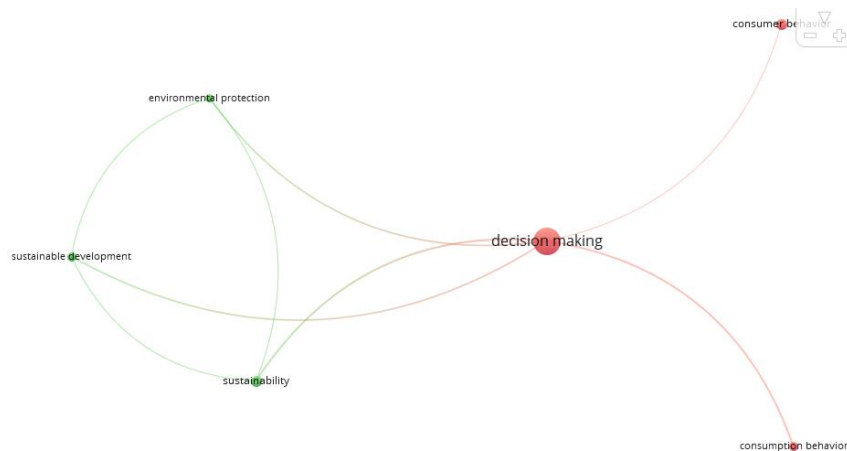 consumer behavior
environmental protection
decision making
sustainable development
sustainability
consumption behavior